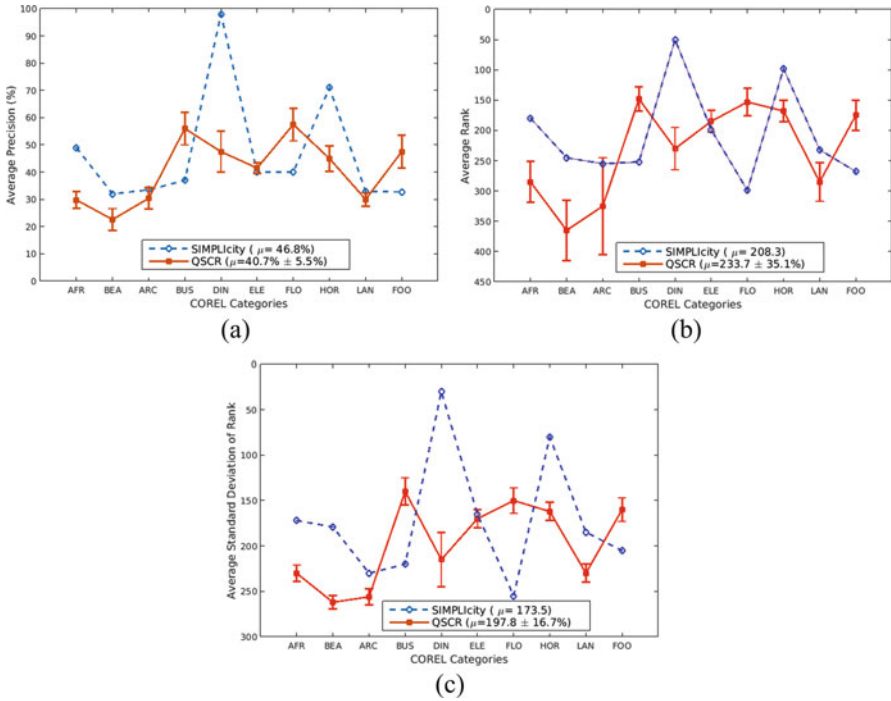 100
90
80
70
60
50
40
30
20
10
0
Average Precision (%)
SIMPLIcity ( μ= 46.8%)
QSCR (μ=40.7% ± 5.5%)
AFR BEA ARC BUS DIN ELE FLO HOR LAN FOO
COREL Categories
(a)
0
50
100
150
200
250
300
350
400
450
Average Rank
SIMPLIcity ( μ= 208.3)
QSCR (μ=233.7 ± 35.1%)
AFR BEA ARC BUS DIN ELE FLO HOR LAN FOO
COREL Categories
(b)
0
50
100
150
200
250
300
Average Standard Deviation of Rank
SIMPLIcity ( μ= 173.5)
QSCR (μ=197.8 ± 16.7%)
AFR BEA ARC BUS DIN ELE FLO HOR LAN FOO
COREL Categories
(c)